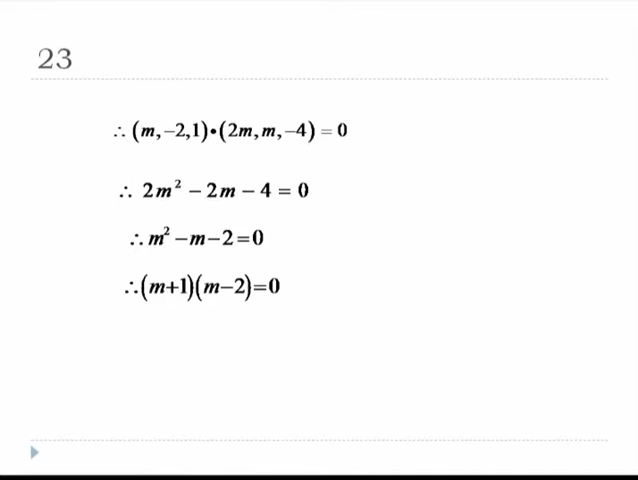 23
∴ (m,−2,1)•(2m,m,−4) = 0
∴ 2m² − 2m − 4 = 0
∴ m² − m − 2 = 0
∴ (m+1)(m−2)=0